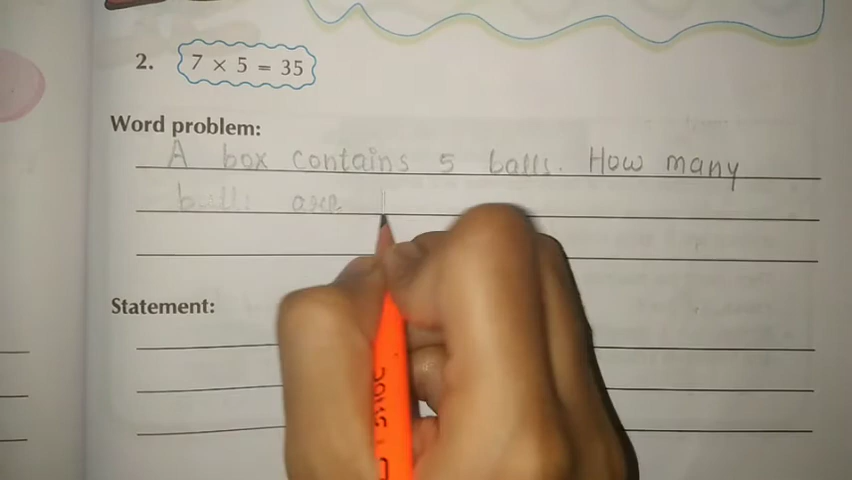 2. 7 × 5 = 35
Word problem:
A box contains 5 balls. How many
balls are
Statement: